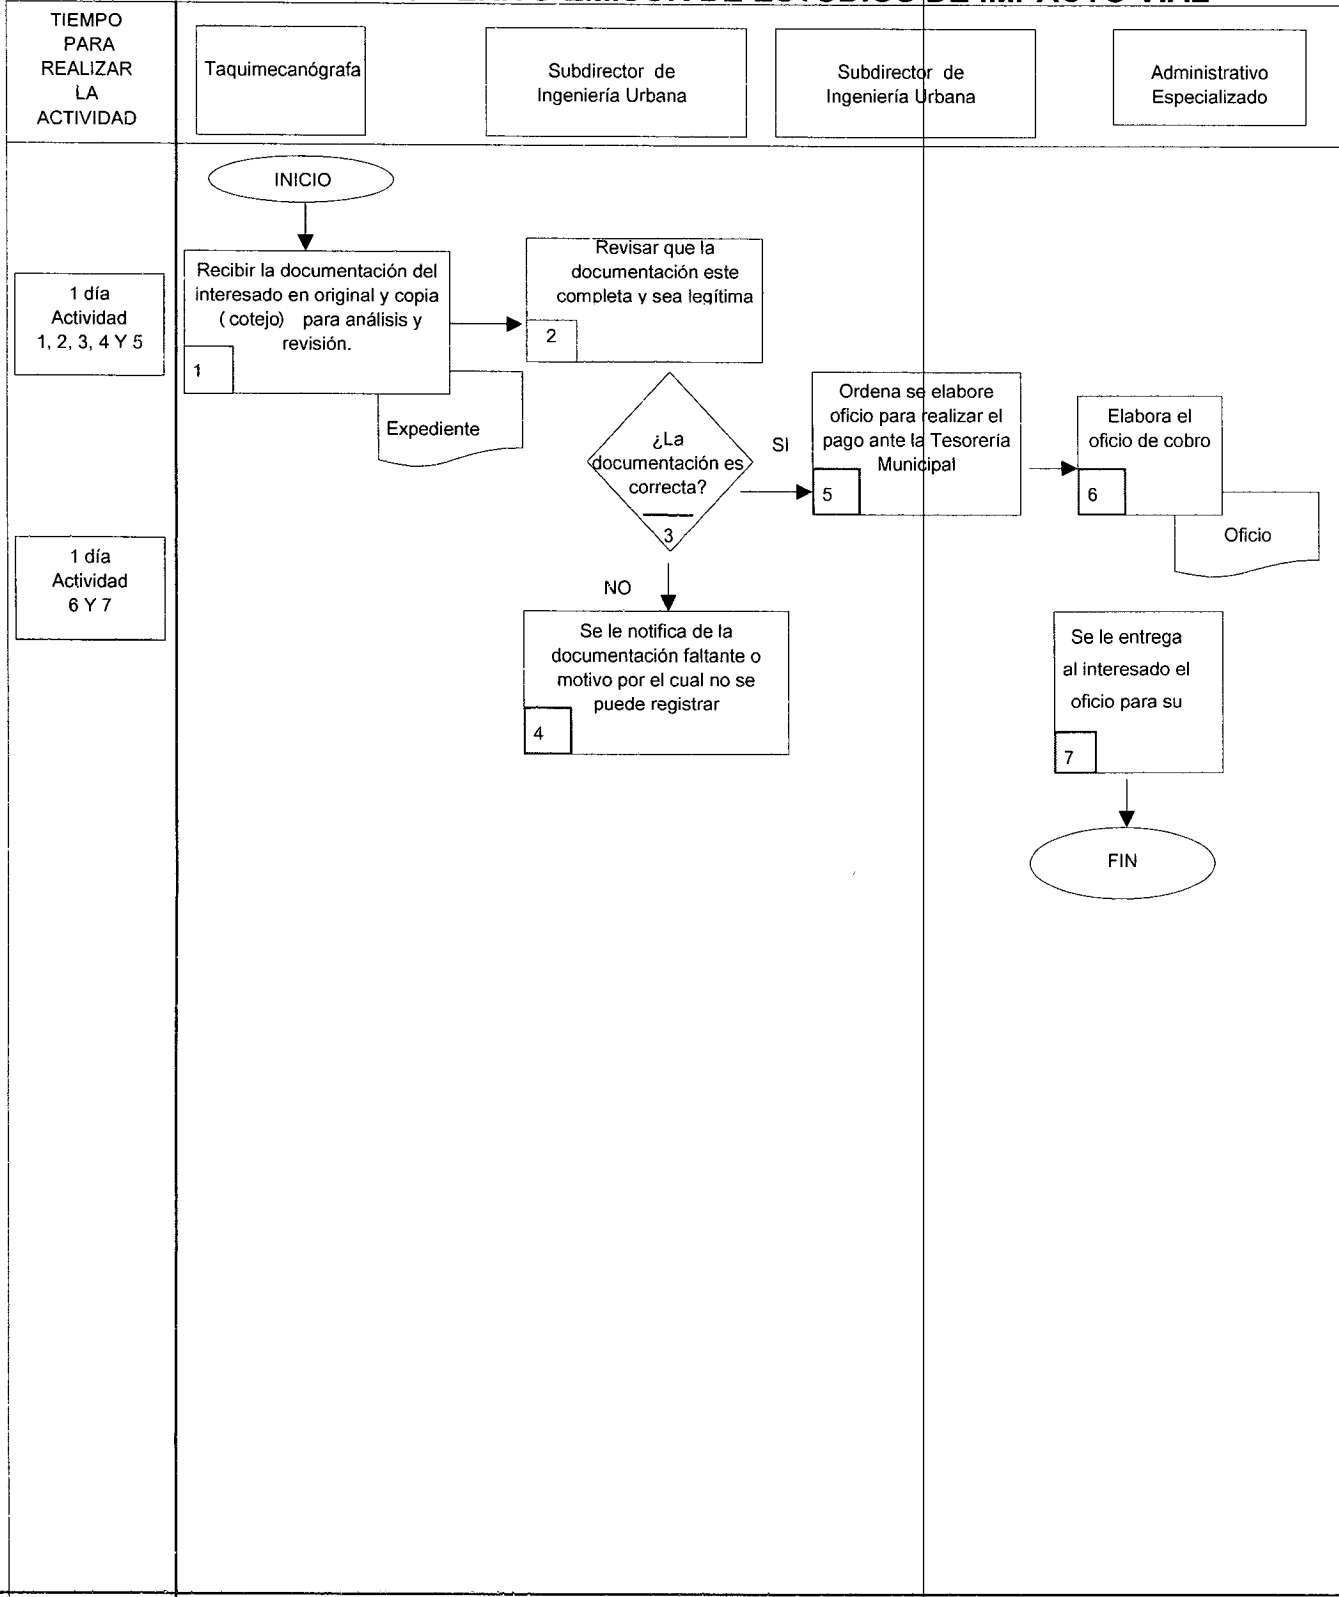 DE ESTUDIOS DE IMPACTO VIAL
TIEMPO
PARA
REALIZAR
LA
ACTIVIDAD
Taquimecanógrafa
Subdirector de
Ingeniería Urbana
Subdirector de
Ingeniería Urbana
Administrativo
Especializado
INICIO
1 día
Actividad
1, 2, 3, 4 Y 5
Recibir la documentación del
interesado en original y copia
( cotejo) para análisis y
revisión.
1
Expediente
Revisar que la
documentación este
completa y sea legítima
2
¿La
documentación es
correcta?
3
SI
NO
Ordena se elabore
oficio para realizar el
pago ante la Tesorería
Municipal
5
Elabora el
oficio de cobro
6
Oficio
1 día
Actividad
6 Y 7
Se le notifica de la
documentación faltante o
motivo por el cual no se
puede registrar
4
Se le entrega
al interesado el
oficio para su
7
FIN